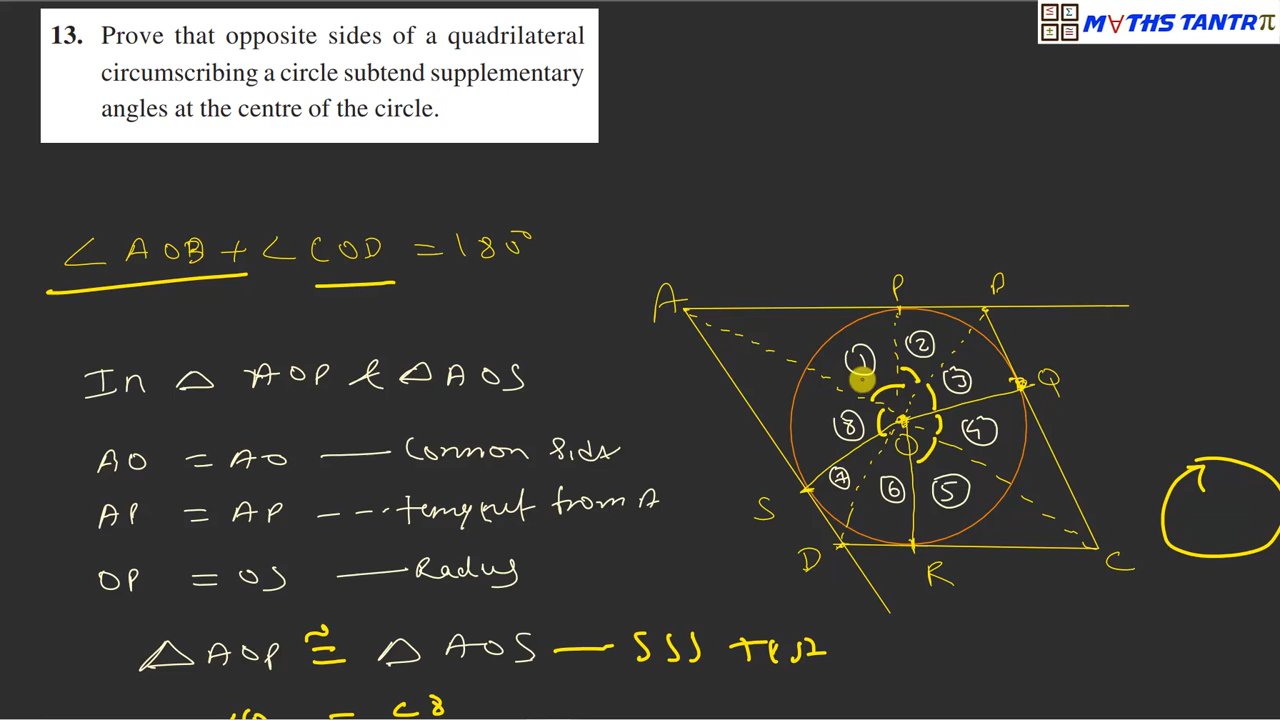 13. Prove that opposite sides of a quadrilateral
circumscribing a circle subtend supplementary
angles at the centre of the circle.
MATHS TANTRπ
∠ AOB + ∠ COD = 180°
In △ AOP & △ AOS
AO = AO — Common side
AP = AP --- tangent from A
OP = OS — Radius
△ AOP ≅ △ AOS — SSS test
= ∠8
A P B
① ②
③ Q
⑧ O ④
⑦ ⑥ ⑤
S
D R C